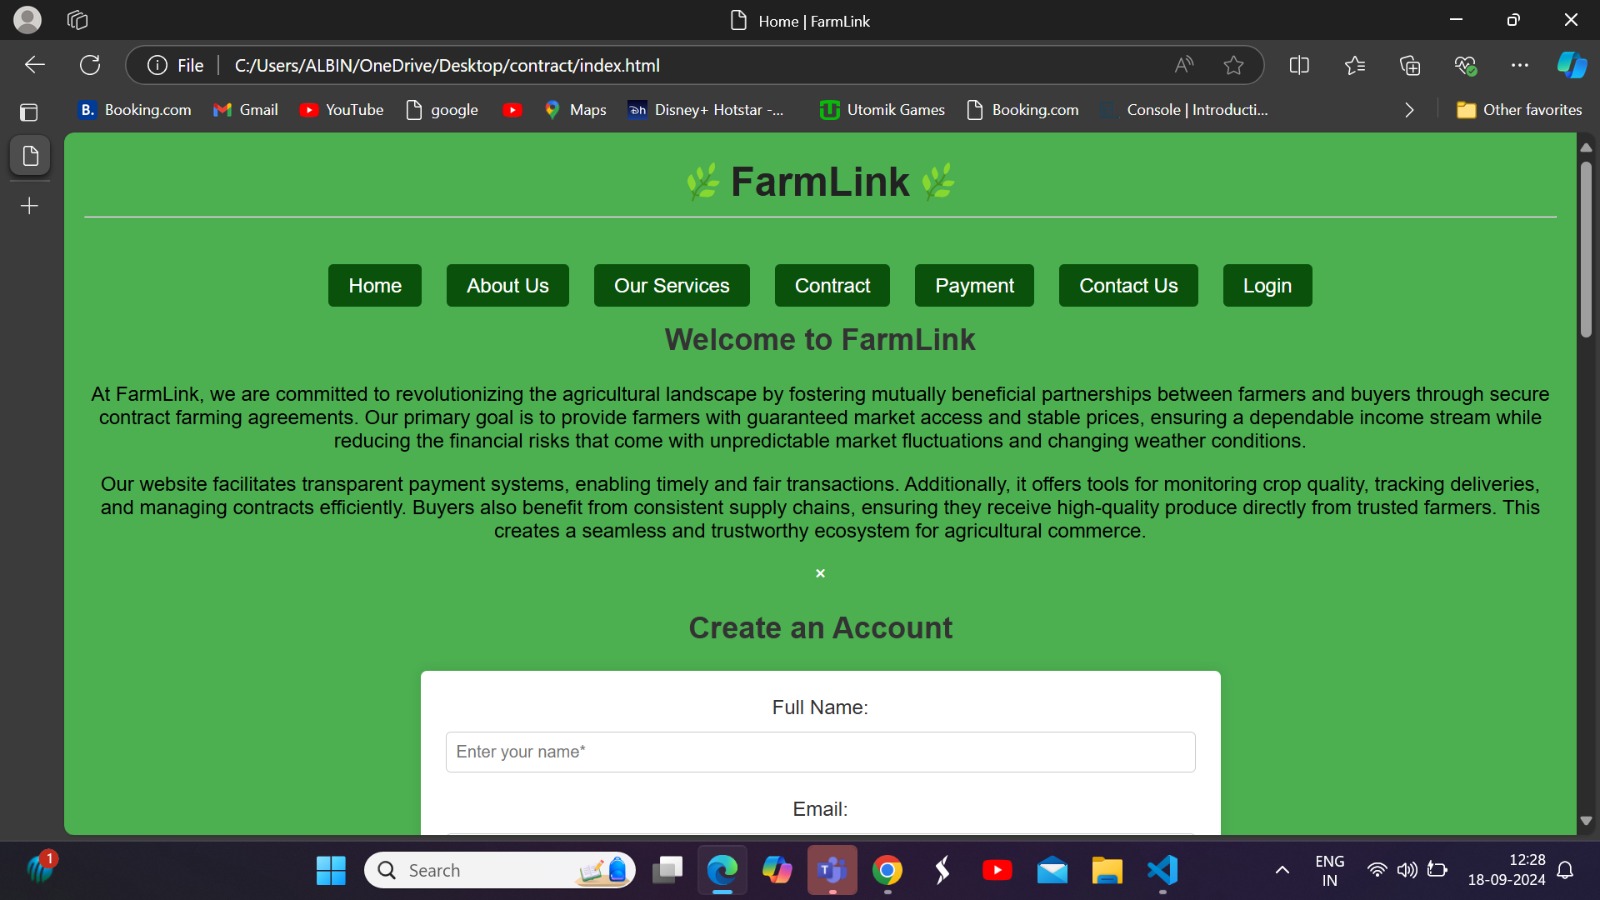 Home | FarmLink
File
C:/Users/ALBIN/OneDrive/Desktop/contract/index.html
B. Booking.com
Gmail
YouTube
google
Maps
Disney+ Hotstar -...
Utomik Games
Booking.com
Console | Introducti...
Other favorites
FarmLink
Home
About Us
Our Services
Contract
Payment
Contact Us
Login
Welcome to FarmLink
At FarmLink, we are committed to revolutionizing the agricultural landscape by fostering mutually beneficial partnerships between farmers and buyers through secure
contract farming agreements. Our primary goal is to provide farmers with guaranteed market access and stable prices, ensuring a dependable income stream while
reducing the financial risks that come with unpredictable market fluctuations and changing weather conditions.
Our website facilitates transparent payment systems, enabling timely and fair transactions. Additionally, it offers tools for monitoring crop quality, tracking deliveries,
and managing contracts efficiently. Buyers also benefit from consistent supply chains, ensuring they receive high-quality produce directly from trusted farmers. This
creates a seamless and trustworthy ecosystem for agricultural commerce.
×
Create an Account
Full Name:
Enter your name*
Email:
1
Search
ENG
IN
12:28
18-09-2024